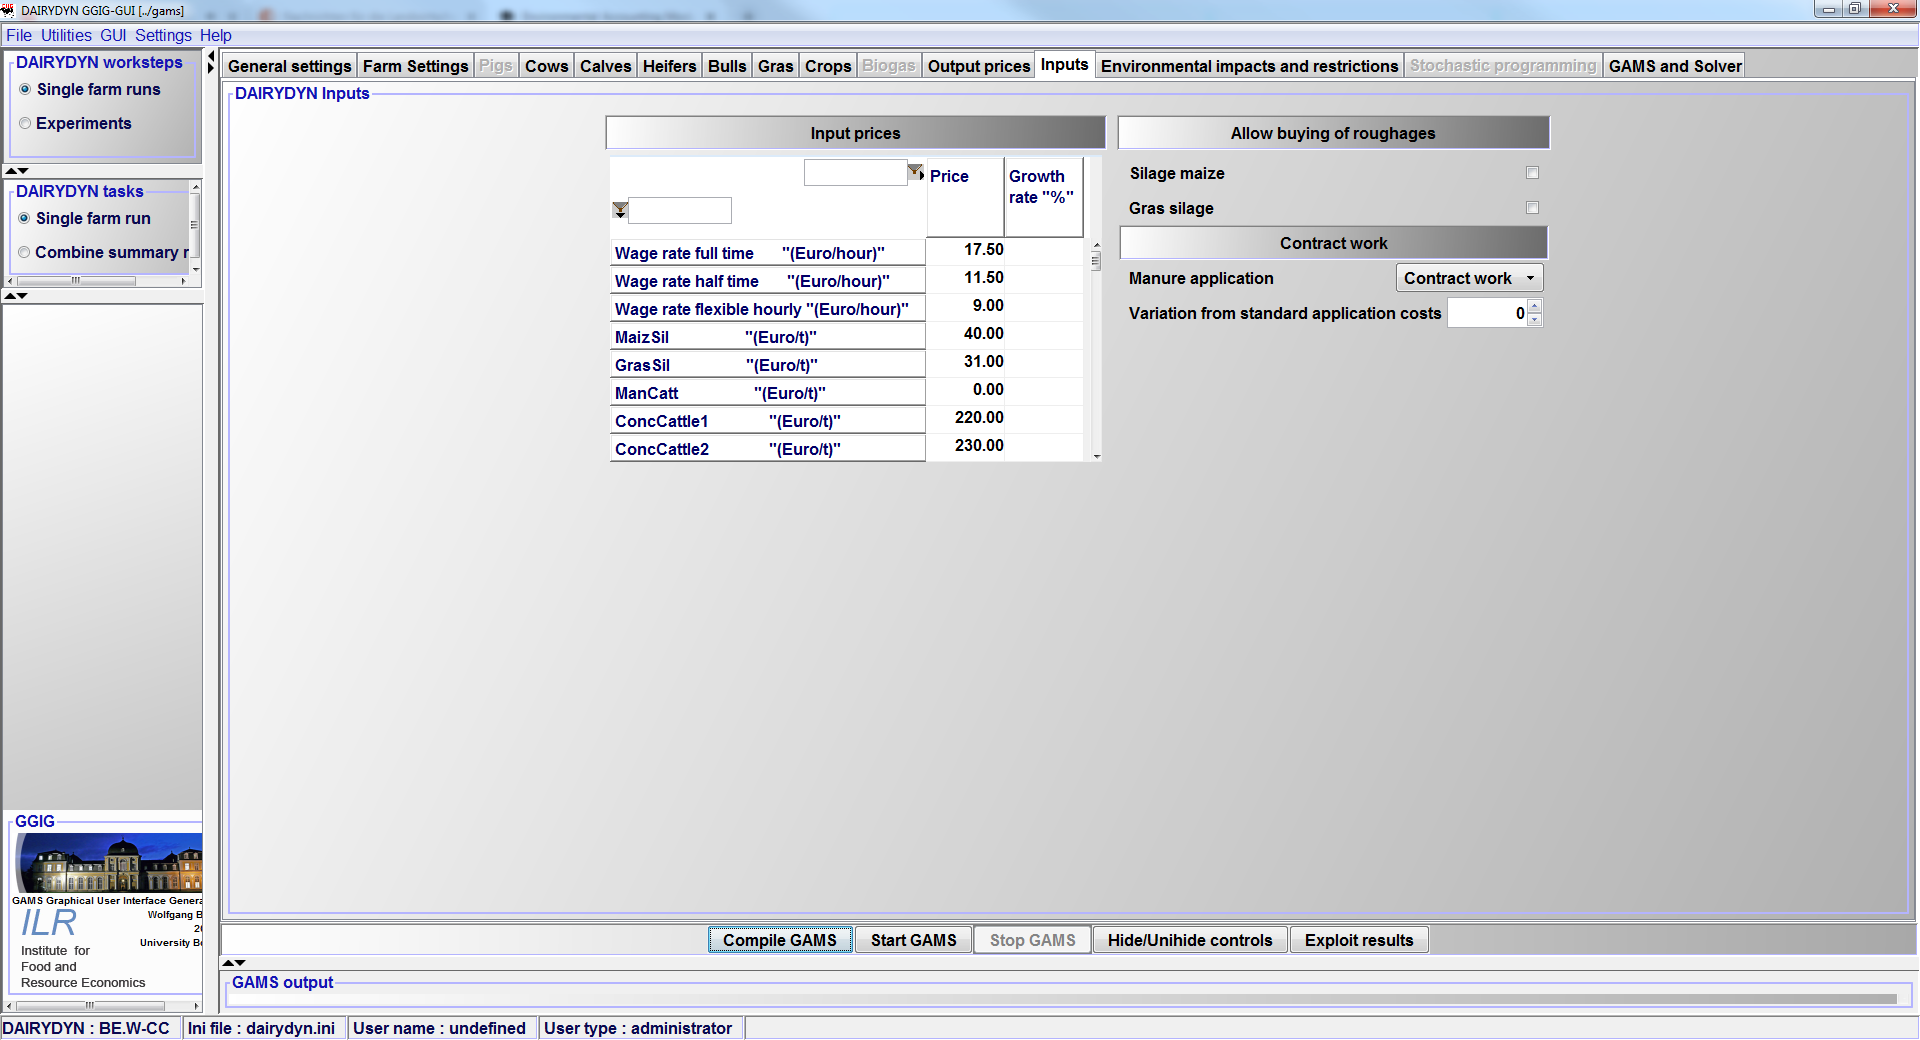 DAIRYDYN GGIG-GUI [../gams]
File Utilities GUI Settings Help
DAIRYDYN worksteps
Single farm runs
Experiments
DAIRYDYN tasks
Single farm run
Combine summary r
General settings Farm Settings Pigs Cows Calves Heifers Bulls Gras Crops Biogas Output prices Inputs Environmental impacts and restrictions Stochastic programming GAMS and Solver
DAIRYDYN Inputs
Input prices
Price Growth
rate "%"
Wage rate full time "(Euro/hour)" 17.50
Wage rate half time "(Euro/hour)" 11.50
Wage rate flexible hourly "(Euro/hour)" 9.00
MaizSil "(Euro/t)" 40.00
GrasSil "(Euro/t)" 31.00
ManCatt "(Euro/t)" 0.00
ConcCattle1 "(Euro/t)" 220.00
ConcCattle2 "(Euro/t)" 230.00
Allow buying of roughages
Silage maize
Gras silage
Contract work
Manure application Contract work
Variation from standard application costs 0
GGIG
GAMS Graphical User Interface Genera
Wolfgang B
20
University Bo
ILR
Institute for
Food and
Resource Economics
Compile GAMS Start GAMS Stop GAMS Hide/Unihide controls Exploit results
GAMS output
DAIRYDYN : BE.W-CC Ini file : dairydyn.ini User name : undefined User type : administrator